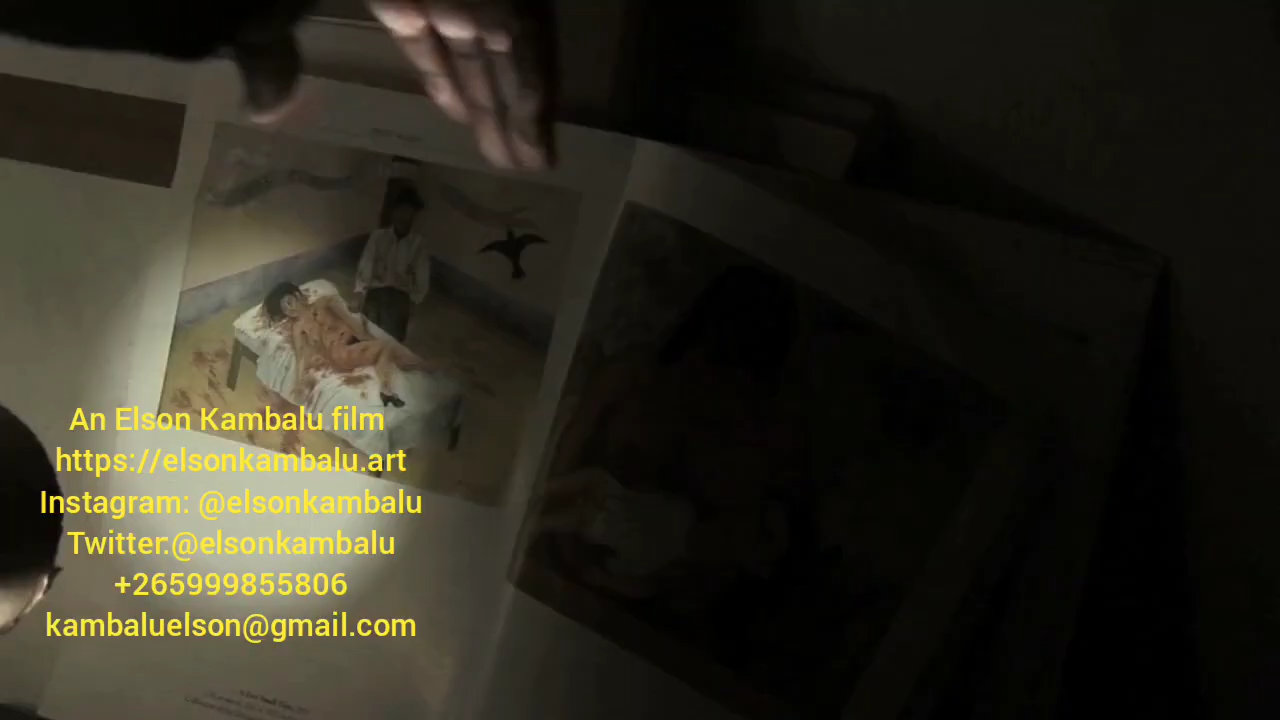 An Elson Kambalu film
https://elsonkambalu.art
Instagram: @elsonkambalu
Twitter:@elsonkambalu
+265999855806
kambaluelson@gmail.com